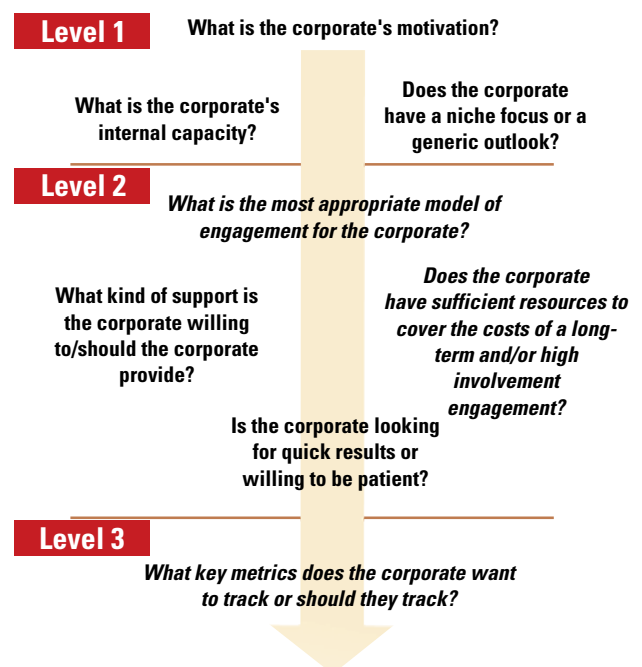 Level 1
What is the corporate's motivation?
What is the corporate's
internal capacity?
Does the corporate
have a niche focus or a
generic outlook?
Level 2
What is the most appropriate model of
engagement for the corporate?
What kind of support is
the corporate willing
to/should the corporate
provide?
Does the corporate
have sufficient resources to
cover the costs of a long-
term and/or high
involvement
engagement?
Is the corporate looking
for quick results or
willing to be patient?
Level 3
What key metrics does the corporate want
to track or should they track?